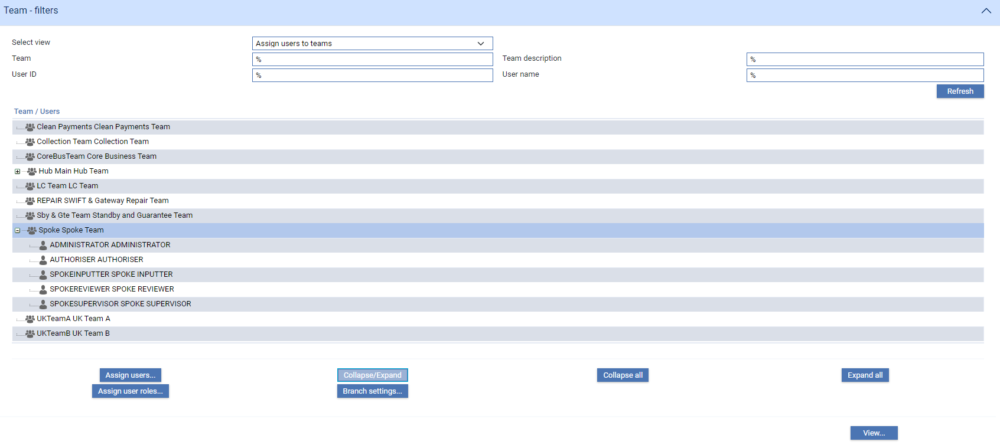 Team - filters
Select view Assign users to teams
Team % Team description %
User ID % User name %
Refresh
Team / Users
Clean Payments Clean Payments Team
Collection Team Collection Team
CoreBusTeam Core Business Team
Hub Main Hub Team
LC Team LC Team
REPAIR SWIFT & Gateway Repair Team
Sby & Gte Team Standby and Guarantee Team
Spoke Spoke Team
ADMINISTRATOR ADMINISTRATOR
AUTHORISER AUTHORISER
SPOKEINPUTTER SPOKE INPUTTER
SPOKEREVIEWER SPOKE REVIEWER
SPOKESUPERVISOR SPOKE SUPERVISOR
UKTeamA UK Team A
UKTeamB UK Team B
Assign users... Collapse/Expand Collapse all Expand all
Assign user roles... Branch settings...
View...